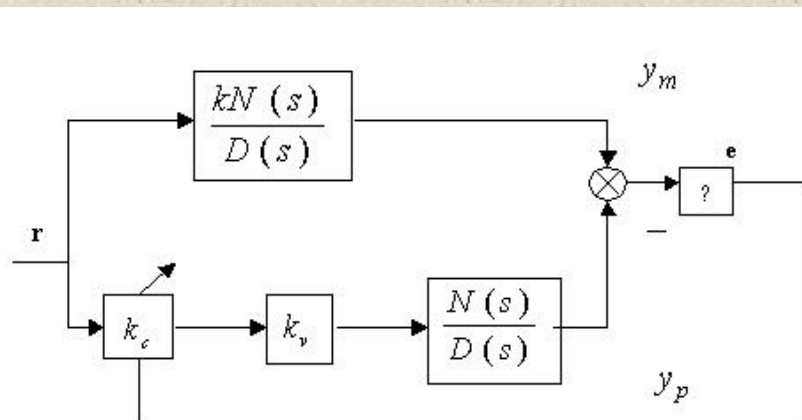 y_m
kN (s)
D (s)
e
?
r
—
k_c
k_v
N (s)
D (s)
y_p